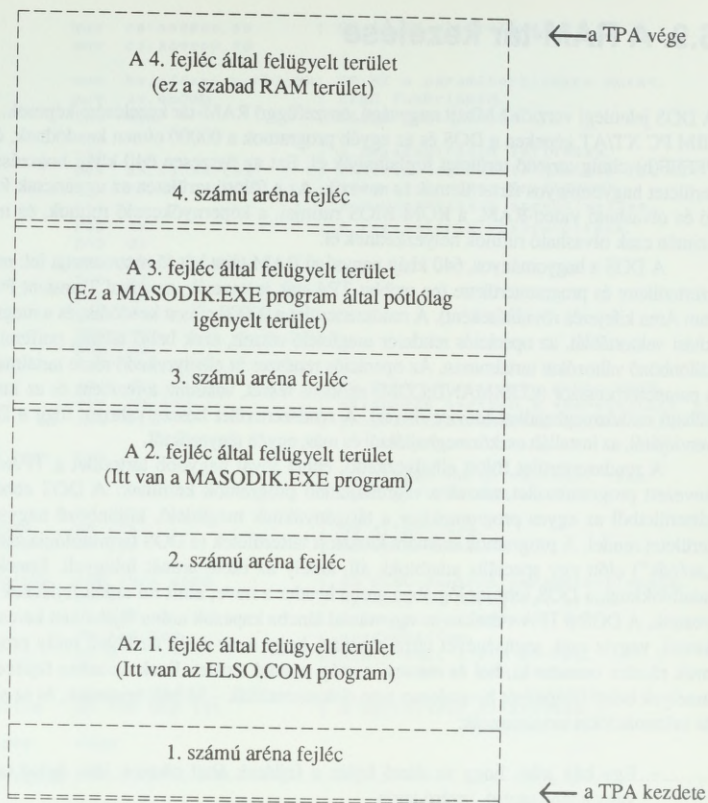 a TPA vége
A 4. fejléc által felügyelt terület
(ez a szabad RAM terület)
4. számú aréna fejléc
A 3. fejléc által felügyelt terület
(Ez a MASODIK.EXE program által pótlólag
igényelt terület)
3. számú aréna fejléc
A 2. fejléc által felügyelt terület
(Itt van a MASODIK.EXE program)
2. számú aréna fejléc
Az 1. fejléc által felügyelt terület
(Itt van az ELSO.COM program)
1. számú aréna fejléc
a TPA kezdete